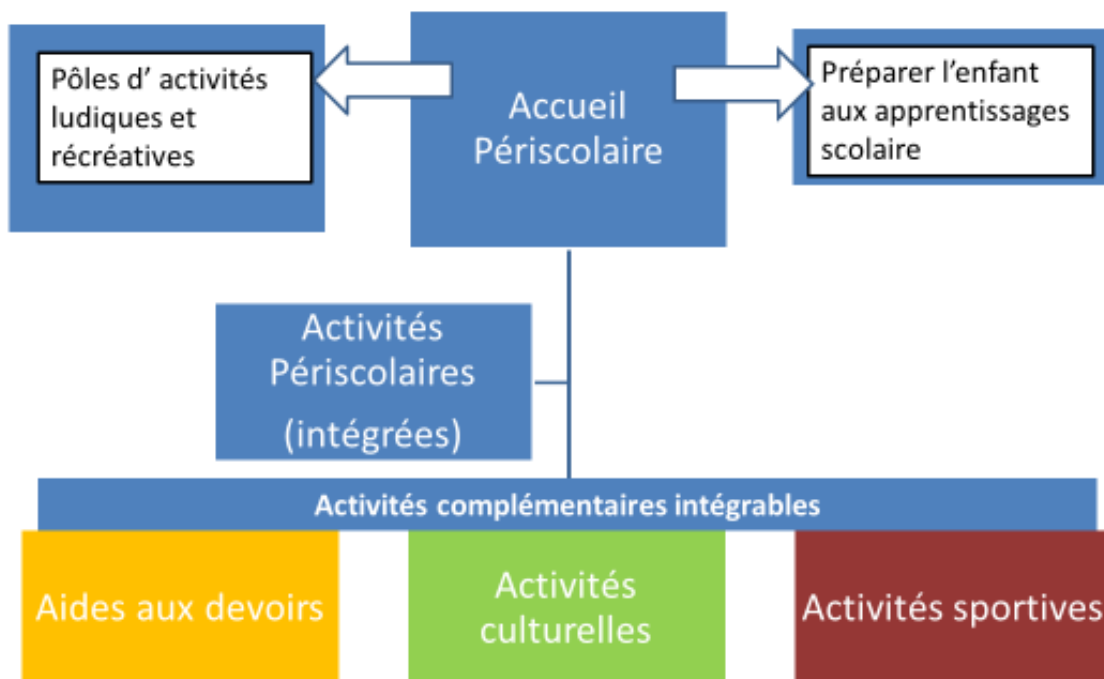 Pôles d’ activités
ludiques et
récréatives
Accueil
Périscolaire
Préparer l’enfant
aux apprentissages
scolaire
Activités
Périscolaires
(intégrées)
Activités complémentaires intégrables
Aides aux devoirs
Activités
culturelles
Activités sportives